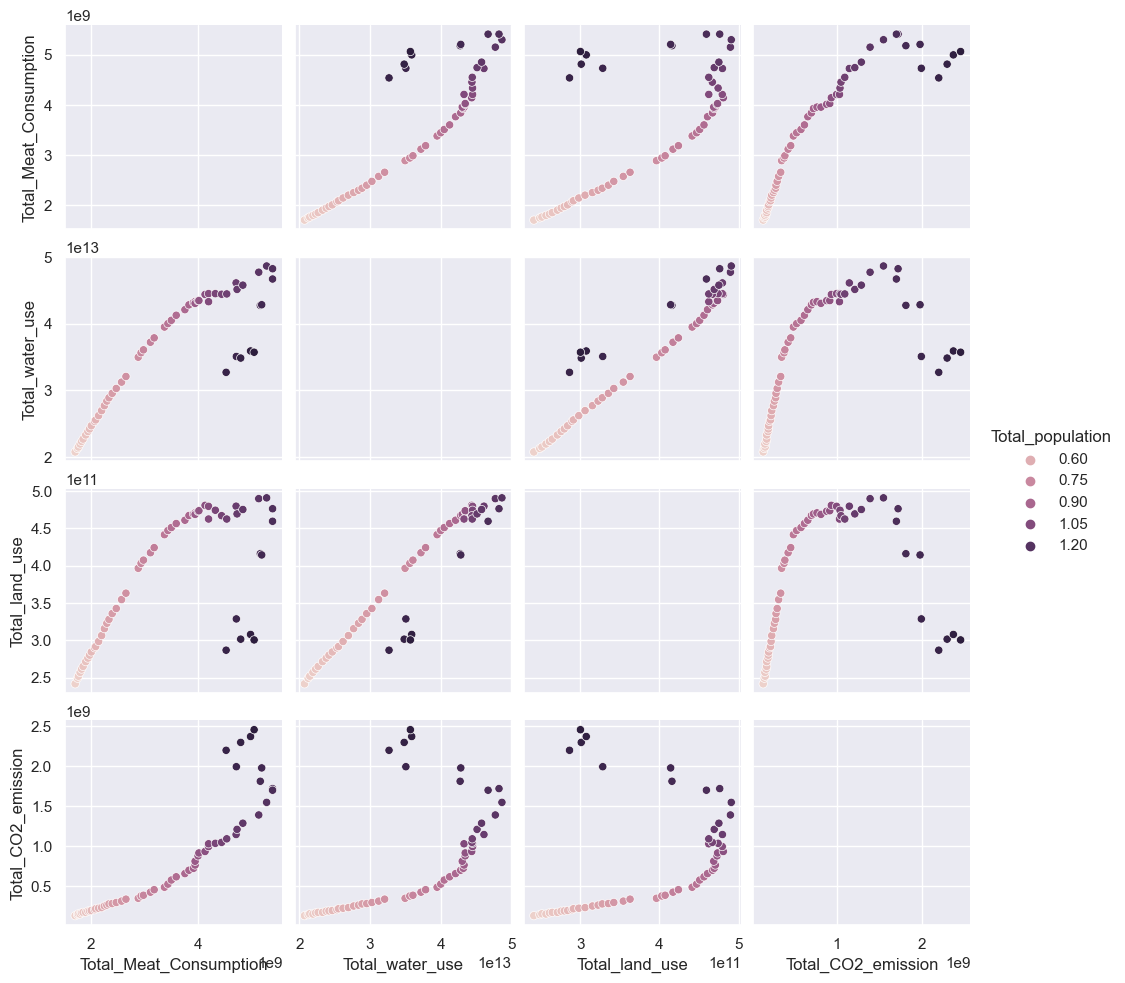 1e9
5
4
3
2
Total_Meat_Consumption
1e13
5
4
3
2
Total_water_use
1e11
5.0
4.5
4.0
3.5
3.0
2.5
Total_land_use
1e9
2.5
2.0
1.5
1.0
0.5
Total_CO2_emission
2 4
Total_Meat_Consumption
1e9
2 3 4 5
Total_water_use
1e13
3 4 5
Total_land_use
1e11
1 2
Total_CO2_emission
1e9
Total_population
0.60
0.75
0.90
1.05
1.20